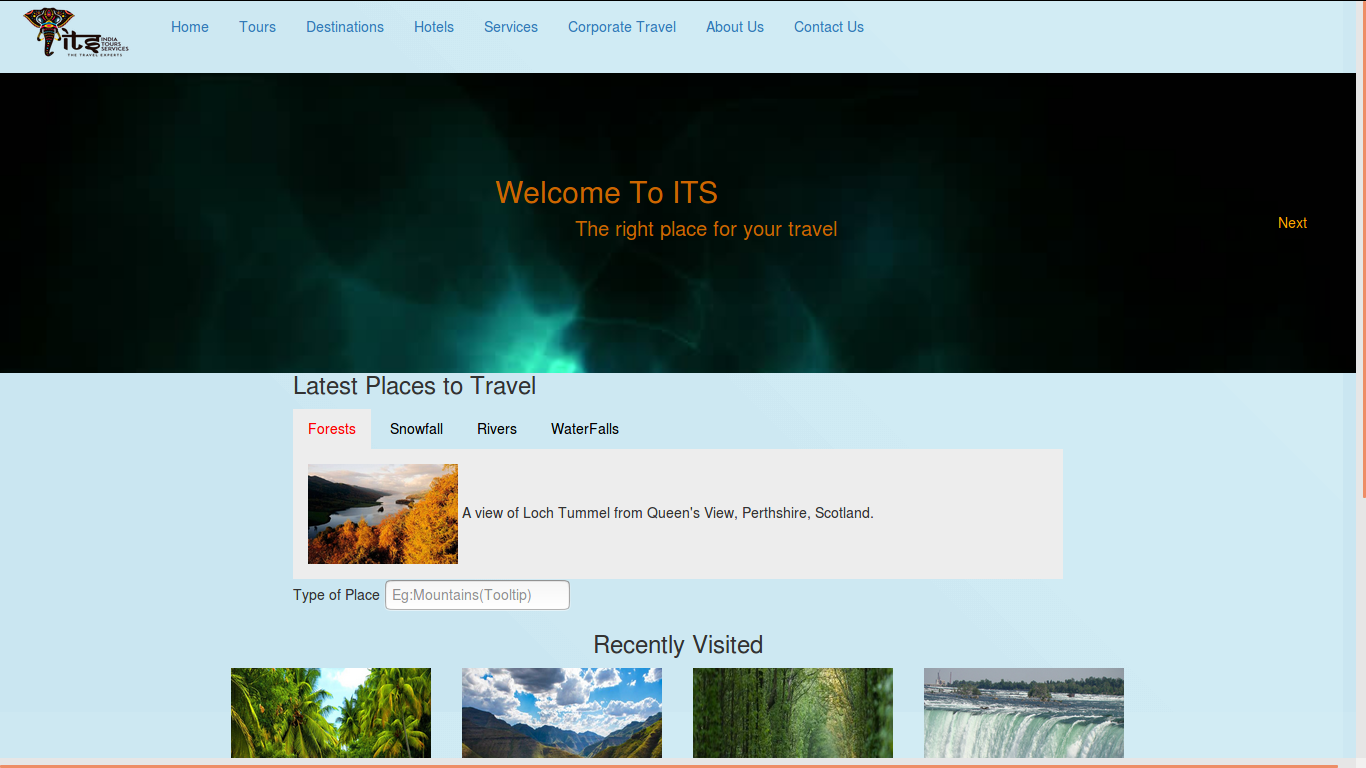 itS INDIA TOURS SERVICES
THE TRAVEL EXPERTS
Home Tours Destinations Hotels Services Corporate Travel About Us Contact Us
Welcome To ITS
The right place for your travel
Next
Latest Places to Travel
Forests Snowfall Rivers WaterFalls
A view of Loch Tummel from Queen's View, Perthshire, Scotland.
Type of Place Eg:Mountains(Tooltip)
Recently Visited